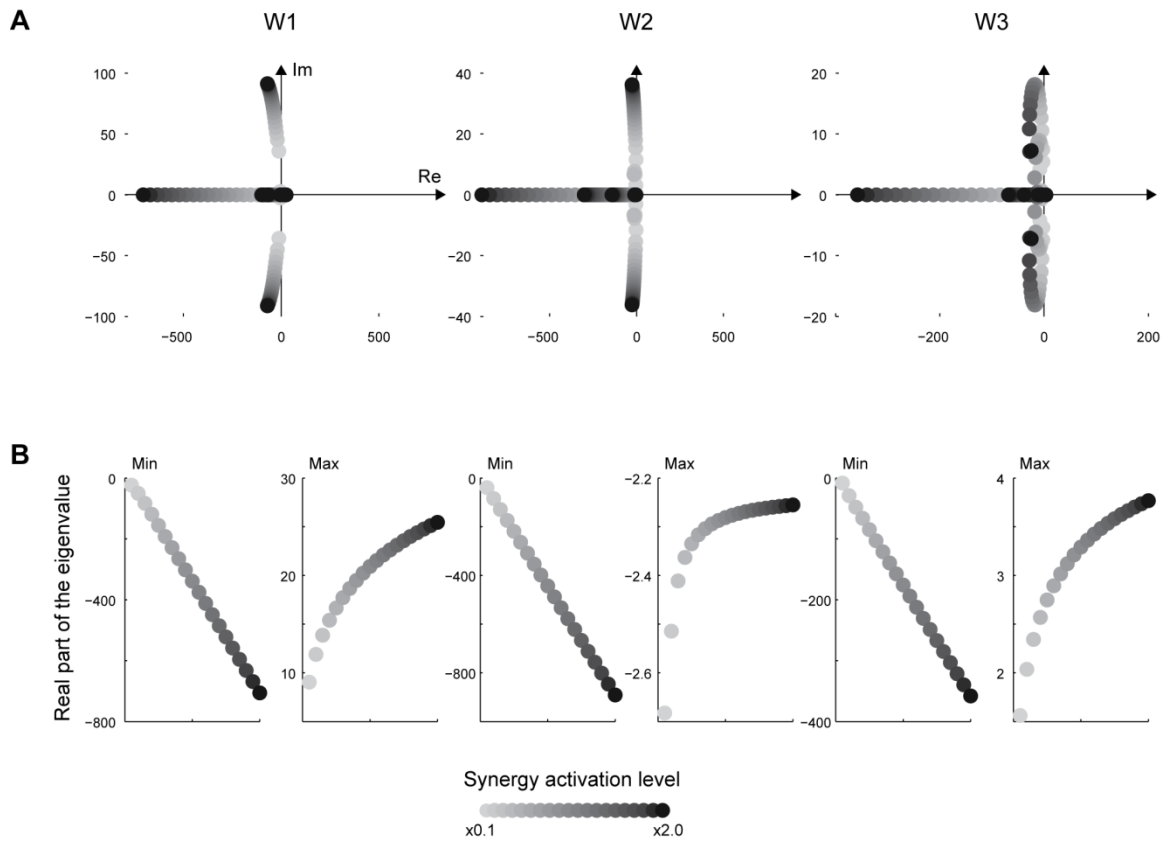 A
W1 W2 W3
Im
Re
100 40 20
50 20 10
0 0 0
−50 −20 −10
−100 −40 −20
−500 0 500 −500 0 500 −200 0 200
B
Real part of the eigenvalue
Min Max Min Max Min Max
0 30 0 −2.2 0 4
−400 20 −400 −2.4 −200 3
10 −800 −2.6 2
−800 −400
Synergy activation level
x0.1 x2.0